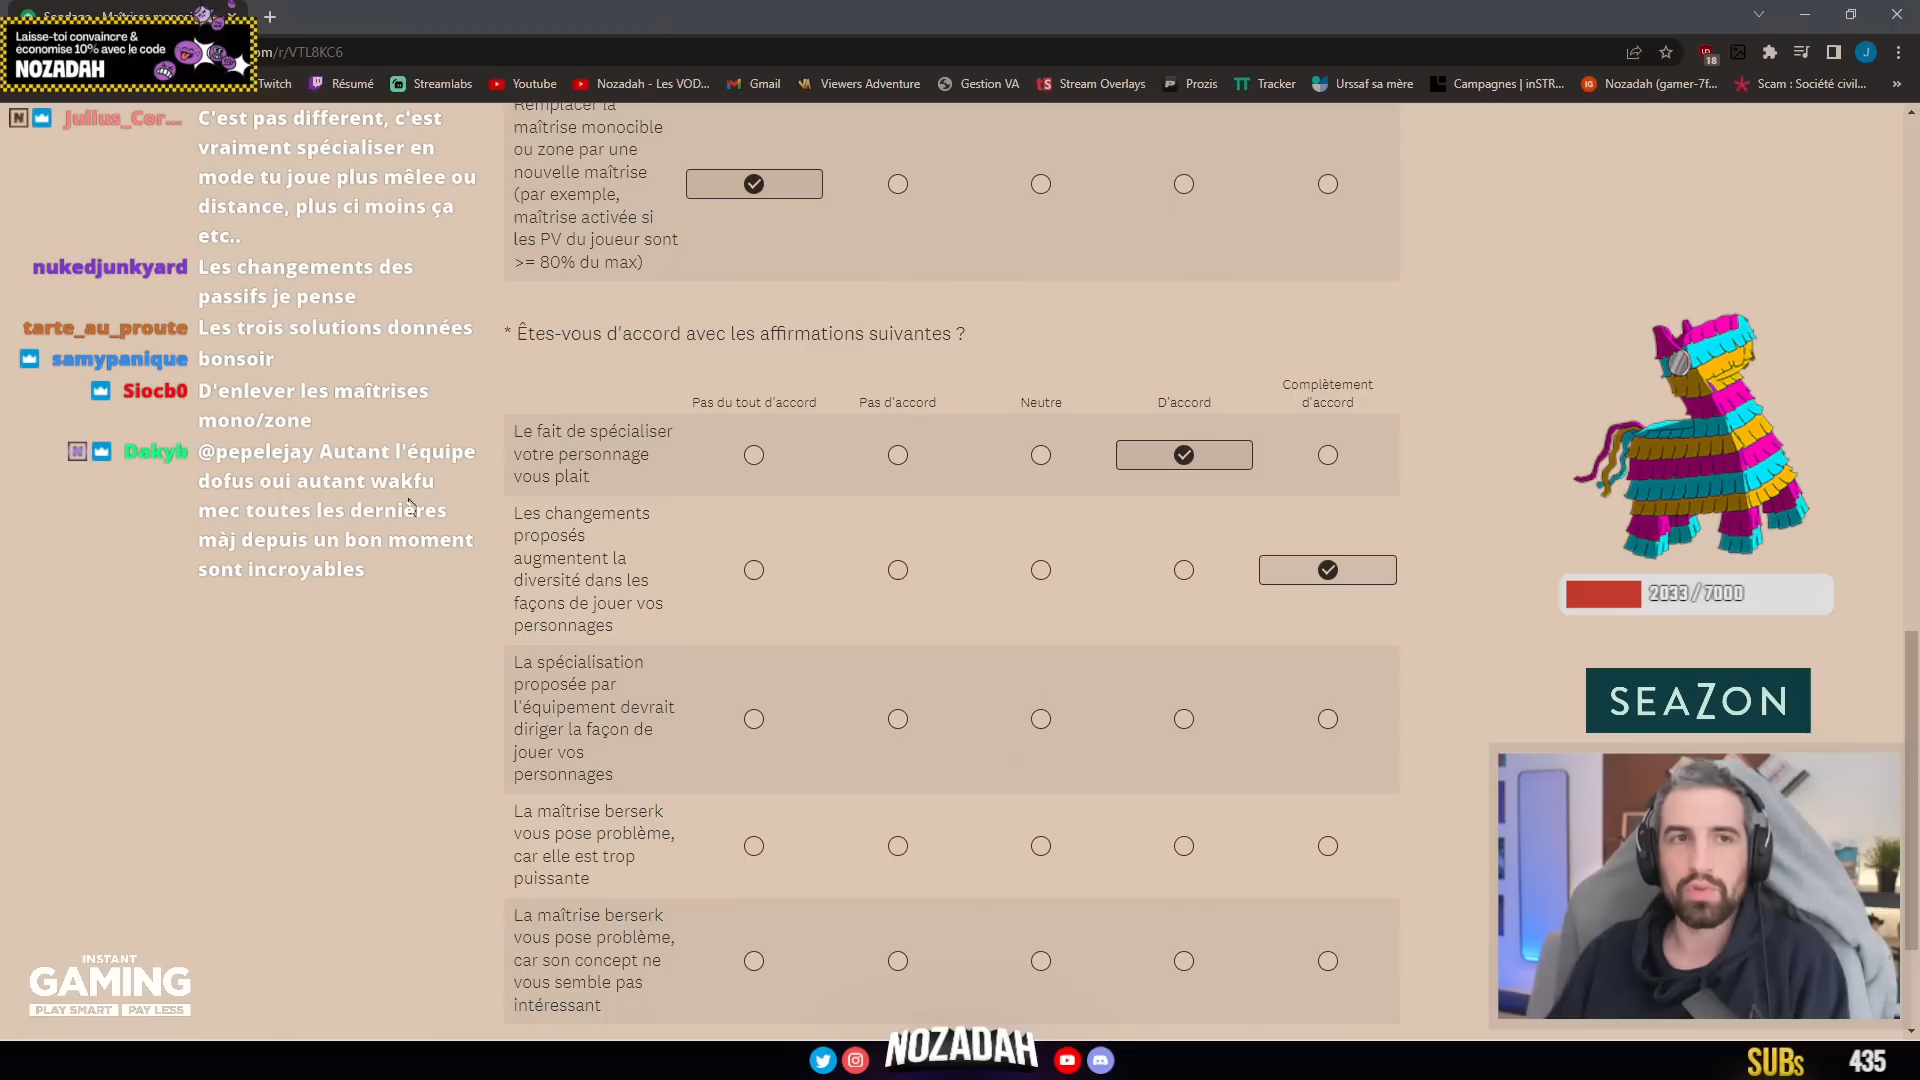 Laisse-toi convaincre &
économise 10% avec le code
NOZADAH
om/r/VTL8KC6
18
J
Twitch
Résumé
Streamlabs
Youtube
Nozadah - Les VOD...
Gmail
Viewers Adventure
Gestion VA
Stream Overlays
Prozis
Tracker
Urssaf sa mère
Campagnes | inSTR...
Nozadah (gamer-7f...
Scam : Société civil...
»
Julius_Cor... C'est pas different, c'est
vraiment spécialiser en
mode tu joue plus mêlee ou
distance, plus ci moins ça
etc..
nukedjunkyard Les changements des
passifs je pense
tarte_au_proute Les trois solutions données
samypanique bonsoir
Siocb0 D'enlever les maîtrises
mono/zone
Dakyb @pepelejay Autant l'équipe
dofus oui autant wakfu
mec toutes les dernières
màj depuis un bon moment
sont incroyables
Remplacer la
maîtrise monocible
ou zone par une
nouvelle maîtrise
(par exemple,
maîtrise activée si
les PV du joueur sont
>= 80% du max)
* Êtes-vous d'accord avec les affirmations suivantes ?
Pas du tout d'accord
Pas d'accord
Neutre
D'accord
Complètement
d'accord
Le fait de spécialiser
votre personnage
vous plait
Les changements
proposés
augmentent la
diversité dans les
façons de jouer vos
personnages
La spécialisation
proposée par
l'équipement devrait
diriger la façon de
jouer vos
personnages
La maîtrise berserk
vous pose problème,
car elle est trop
puissante
La maîtrise berserk
vous pose problème,
car son concept ne
vous semble pas
intéressant
2033 / 7000
SEAZON
INSTANT
GAMING
PLAY SMART | PAY LESS
NOZADAH
SUBs 435